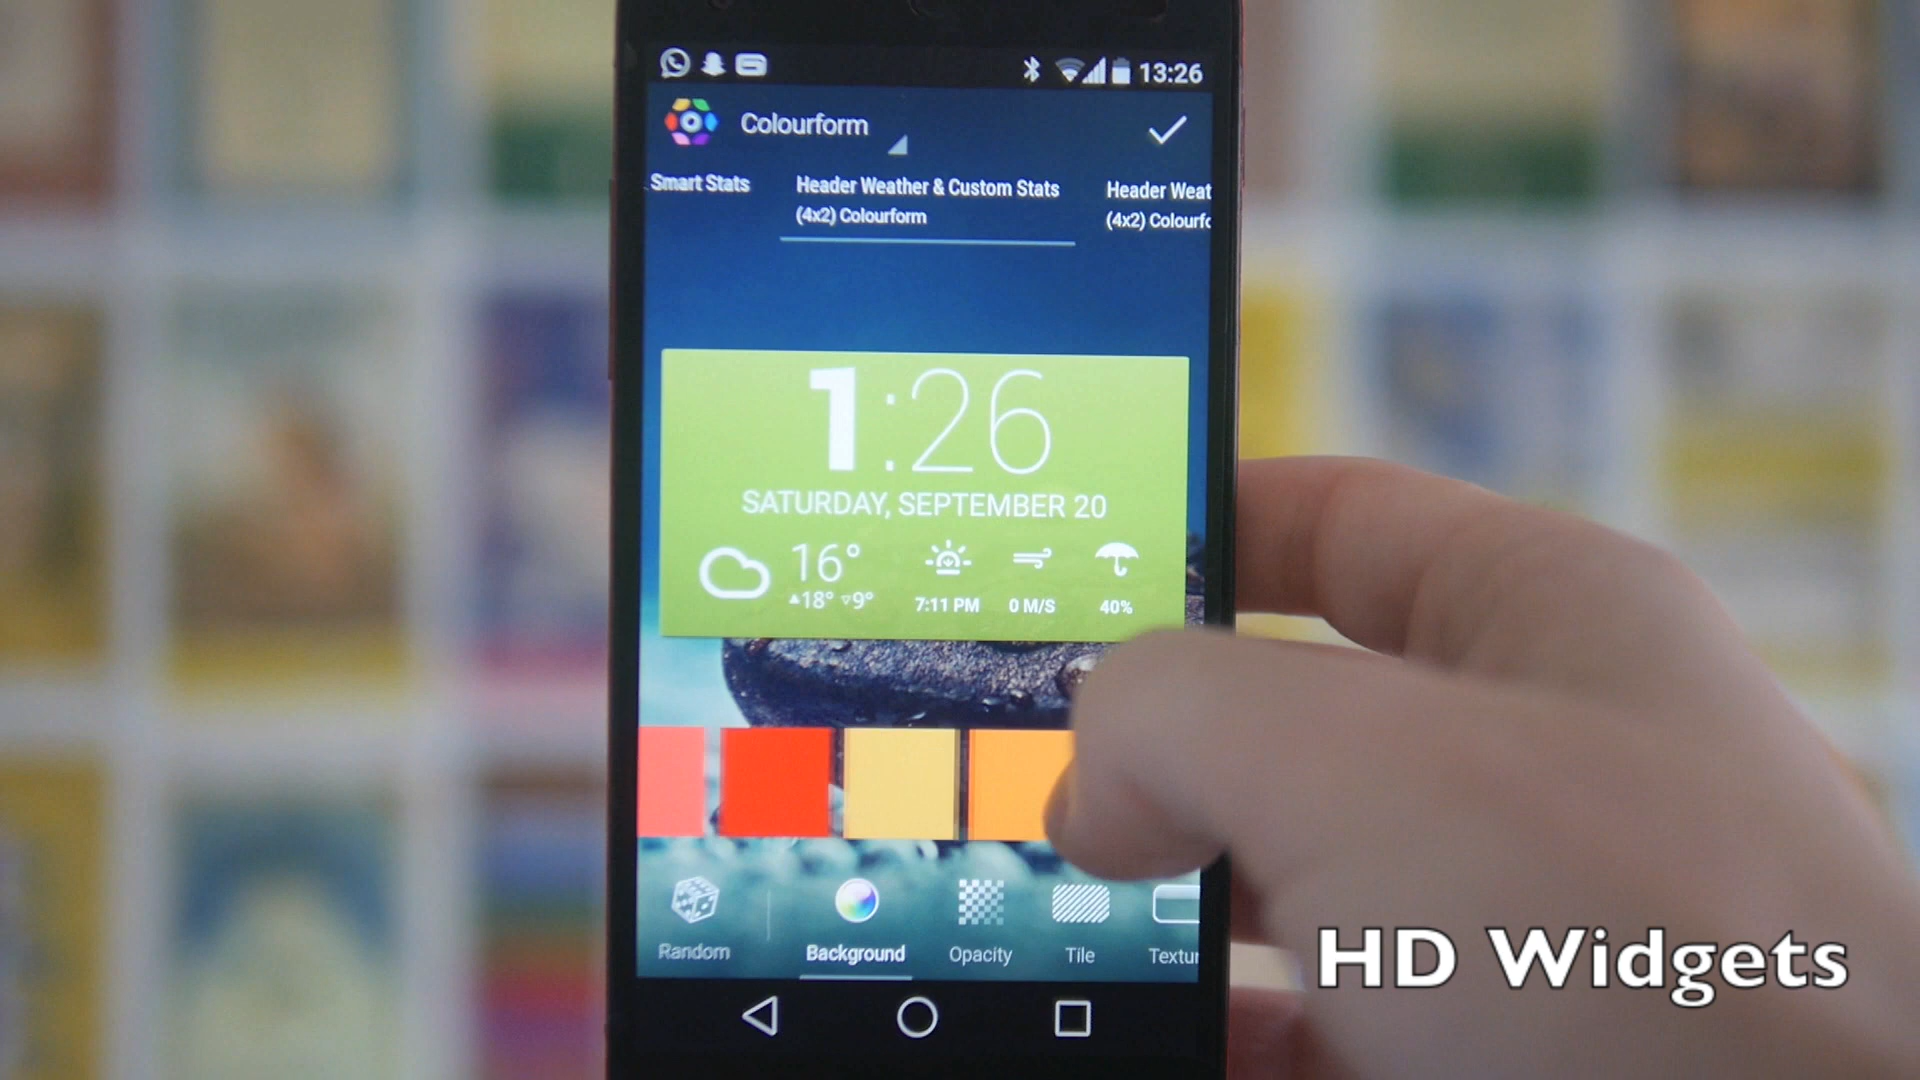 13:26
Colourform
Smart Stats
Header Weather & Custom Stats
(4x2) Colourform
Header Weat
(4x2) Colourfo
1:26
SATURDAY, SEPTEMBER 20
16°
▲18° ▽9°
7:11 PM
0 M/S
40%
Random
Background
Opacity
Tile
Textur
HD Widgets